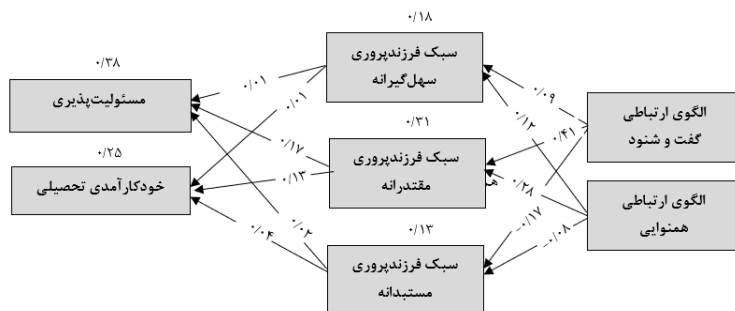 ۰/۱۸
سبک فرزندپروری
سهل‌گیرانه
۰/۳۸
مسئولیت‌پذیری
۰/۰۱
۰/۰۱
۰/۰۹
۰/۱۲
الگوی ارتباطی
گفت و شنود
۰/۳۱
سبک فرزندپروری
مقتدرانه
۰/۴۱
۰/۱۷
۰/۲۵
خودکارآمدی تحصیلی
۰/۱۳
۰/۲۸
الگوی ارتباطی
همنوایی
۰/۰۲
۰/۰۴
-۰/۱۷
-۰/۰۸
۰/۱۳
سبک فرزندپروری
مستبدانه